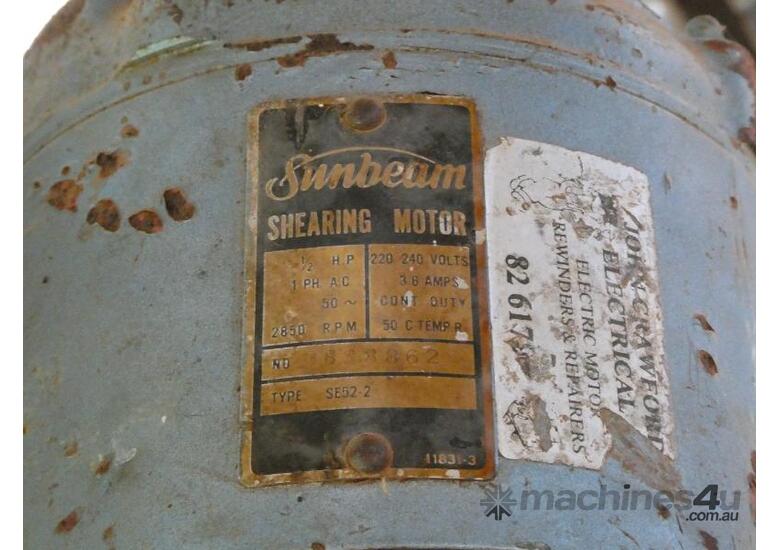 Sunbeam
SHEARING MOTOR
½ H.P
1 PH. A.C
50 ~
2850 R.P.M
220 240 VOLTS
3.6 AMPS
CONT. DUTY
50 C TEMP R.
NO
TYPE SE52-2
11831-3
CRAWFORD
ELECTRICAL
ELECTRIC MOTOR
REWINDERS & REPAIRERS
82 617
machines4u
.com.au